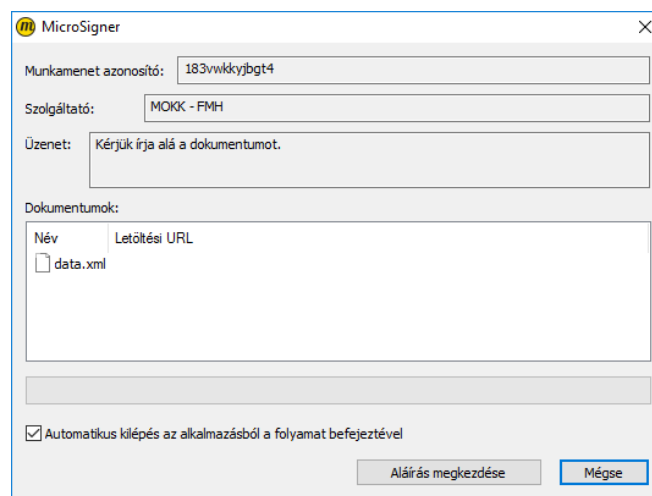 MicroSigner
Munkamenet azonosító: 183vwkkyjbgt4
Szolgáltató: MOKK - FMH
Üzenet: Kérjük írja alá a dokumentumot.
Dokumentumok:
Név Letöltési URL
data.xml
Automatikus kilépés az alkalmazásból a folyamat befejeztével
Aláírás megkezdése Mégse